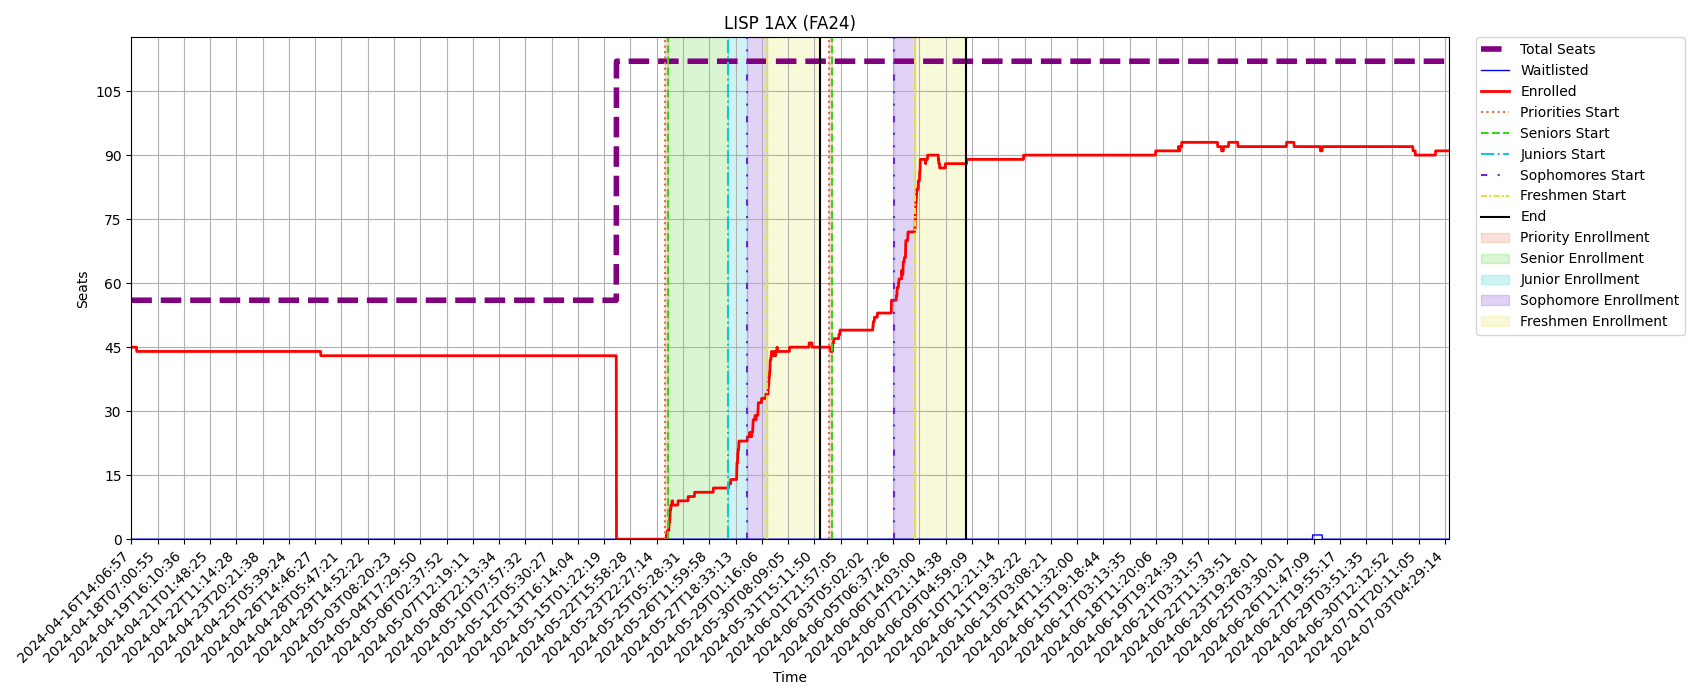 LISP 1AX (FA24)
Seats
105
90
75
60
45
30
15
0
2024-04-16T14:06:57
2024-04-18T07:00:55
2024-04-19T16:10:36
2024-04-21T01:48:25
2024-04-22T11:14:28
2024-04-23T20:21:38
2024-04-25T05:39:24
2024-04-26T14:46:27
2024-04-28T05:47:21
2024-04-29T14:52:22
2024-05-03T08:20:23
2024-05-04T17:29:50
2024-05-06T02:37:52
2024-05-07T12:19:11
2024-05-08T22:13:34
2024-05-10T07:57:32
2024-05-12T05:30:27
2024-05-13T16:14:04
2024-05-15T01:22:19
2024-05-22T15:58:28
2024-05-23T22:27:14
2024-05-25T05:28:31
2024-05-26T11:59:58
2024-05-27T18:33:13
2024-05-29T01:16:06
2024-05-30T08:09:05
2024-05-31T15:11:50
2024-06-01T21:57:05
2024-06-03T05:02:02
2024-06-05T06:37:26
2024-06-06T14:03:00
2024-06-07T21:14:38
2024-06-09T04:59:09
2024-06-10T12:21:14
2024-06-11T19:32:22
2024-06-13T03:08:21
2024-06-14T11:32:00
2024-06-15T19:18:44
2024-06-17T03:13:35
2024-06-18T11:20:06
2024-06-19T19:24:39
2024-06-21T03:31:57
2024-06-22T11:33:51
2024-06-23T19:28:01
2024-06-25T03:30:01
2024-06-26T11:47:09
2024-06-27T19:55:17
2024-06-29T03:51:35
2024-06-30T12:12:52
2024-07-01T20:11:05
2024-07-03T04:29:14
Time
Total Seats
Waitlisted
Enrolled
Priorities Start
Seniors Start
Juniors Start
Sophomores Start
Freshmen Start
End
Priority Enrollment
Senior Enrollment
Junior Enrollment
Sophomore Enrollment
Freshmen Enrollment